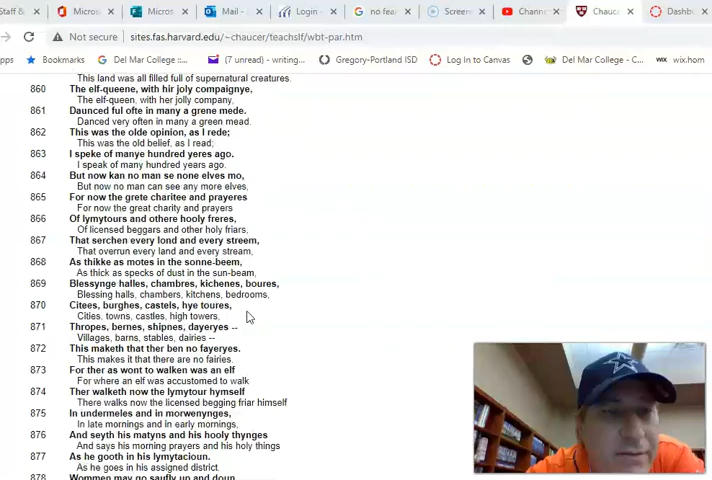 Staff &
Micros
Micros
Mail -
Login -
no fea
Screen
Chann
Chauc
Dashb
Not secure
sites.fas.harvard.edu/~chaucer/teachslf/wbt-par.htm
pps
Bookmarks
Del Mar College ::...
(7 unread) - writing...
Gregory-Portland ISD
Log In to Canvas
Del Mar College -:...
wix.hom
This land was all filled full of supernatural creatures.
860 The elf-queene, with hir joly compaignye,
The elf-queen, with her jolly company,
861 Daunced ful ofte in many a grene mede.
Danced very often in many a green mead.
862 This was the olde opinion, as I rede;
This was the old belief, as I read;
863 I speke of manye hundred yeres ago.
I speak of many hundred years ago.
864 But now kan no man se none elves mo,
But now no man can see any more elves,
865 For now the grete charitee and prayeres
For now the great charity and prayers
866 Of lymytours and othere hooly freres,
Of licensed beggars and other holy friars,
867 That serchen every lond and every streem,
That overrun every land and every stream,
868 As thikke as motes in the sonne-beem,
As thick as specks of dust in the sun-beam,
869 Blessynge halles, chambres, kichenes, boures,
Blessing halls, chambers, kitchens, bedrooms,
870 Citees, burghes, castels, hye toures,
Cities, towns, castles, high towers,
871 Thropes, bernes, shipnes, dayeryes --
Villages, barns, stables, dairies --
872 This maketh that ther ben no fayeryes.
This makes it that there are no fairies.
873 For ther as wont to walken was an elf
For where an elf was accustomed to walk
874 Ther walketh now the lymytour hymself
There walks now the licensed begging friar himself
875 In undermeles and in morwenynges,
In late mornings and in early mornings,
876 And seyth his matyns and his hooly thynges
And says his morning prayers and his holy things
877 As he gooth in his lymytacioun.
As he goes in his assigned district.
878 Wommen may go saufly up and doun.